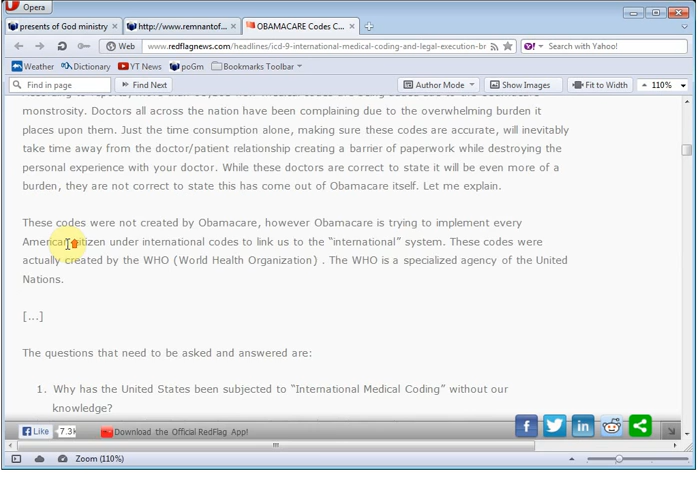 Opera
presents of God ministry
http://www.remnantof...
OBAMACARE Codes C...
Web
www.redflagnews.com/headlines/icd-9-international-medical-coding-and-legal-execution-br
Search with Yahoo!
Weather
Dictionary
YT News
poGm
Bookmarks Toolbar
Find in page
Find Next
Author Mode
Show Images
Fit to Width
110%
monstrosity. Doctors all across the nation have been complaining due to the overwhelming burden it
places upon them. Just the time consumption alone, making sure these codes are accurate, will inevitably
take time away from the doctor/patient relationship creating a barrier of paperwork while destroying the
personal experience with your doctor. While these doctors are correct to state it will be even more of a
burden, they are not correct to state this has come out of Obamacare itself. Let me explain.
These codes were not created by Obamacare, however Obamacare is trying to implement every
American citizen under international codes to link us to the “international” system. These codes were
actually created by the WHO (World Health Organization) . The WHO is a specialized agency of the United
Nations.
[...]
The questions that need to be asked and answered are:
1. Why has the United States been subjected to “International Medical Coding” without our
knowledge?
Like
7.3k
Download the Official RedFlag App!
Zoom (110%)